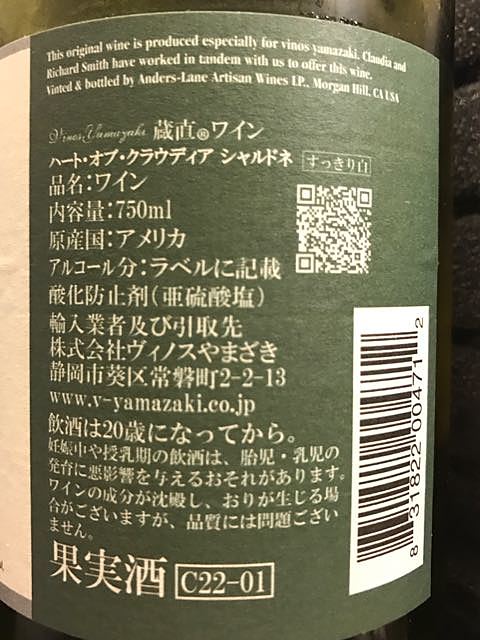 This original wine is produced especially for vinos yamazaki. Claudia and
Richard Smith have worked in tandem with us to offer this wine.
Vinted & bottled by Anders-Lane Artisan Wines LP., Morgan Hill, CA USA
Vinos Yamazaki 蔵直®ワイン
ハート・オブ・クラウディア シャルドネ すっきり白
品名:ワイン
内容量:750ml
原産国:アメリカ
アルコール分:ラベルに記載
酸化防止剤(亜硫酸塩)
輸入業者及び引取先
株式会社ヴィノスやまざき
静岡市葵区常磐町2-2-13
www.v-yamazaki.co.jp
飲酒は20歳になってから。
妊娠中や授乳期の飲酒は、胎児・乳児の
発育に悪影響を与えるおそれがあります。
ワインの成分が沈殿し、おりが生じる場
合がございますが、品質には問題ござい
ません。
果実酒 C22-01
8 31822 00471 2